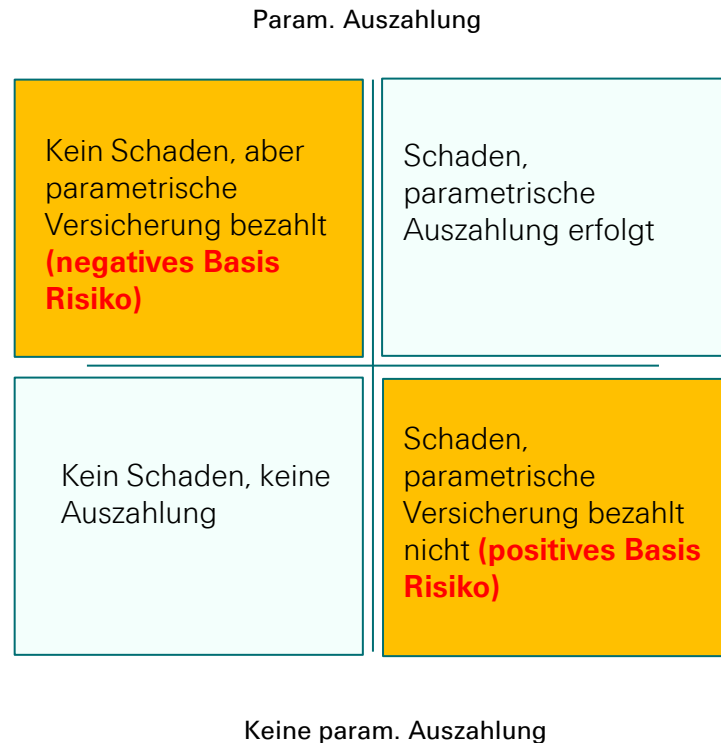 Param. Auszahlung
Kein Schaden, aber
parametrische
Versicherung bezahlt
(negatives Basis
Risiko)
Schaden,
parametrische
Auszahlung erfolgt
Kein Schaden, keine
Auszahlung
Schaden,
parametrische
Versicherung bezahlt
nicht (positives Basis
Risiko)
Keine param. Auszahlung